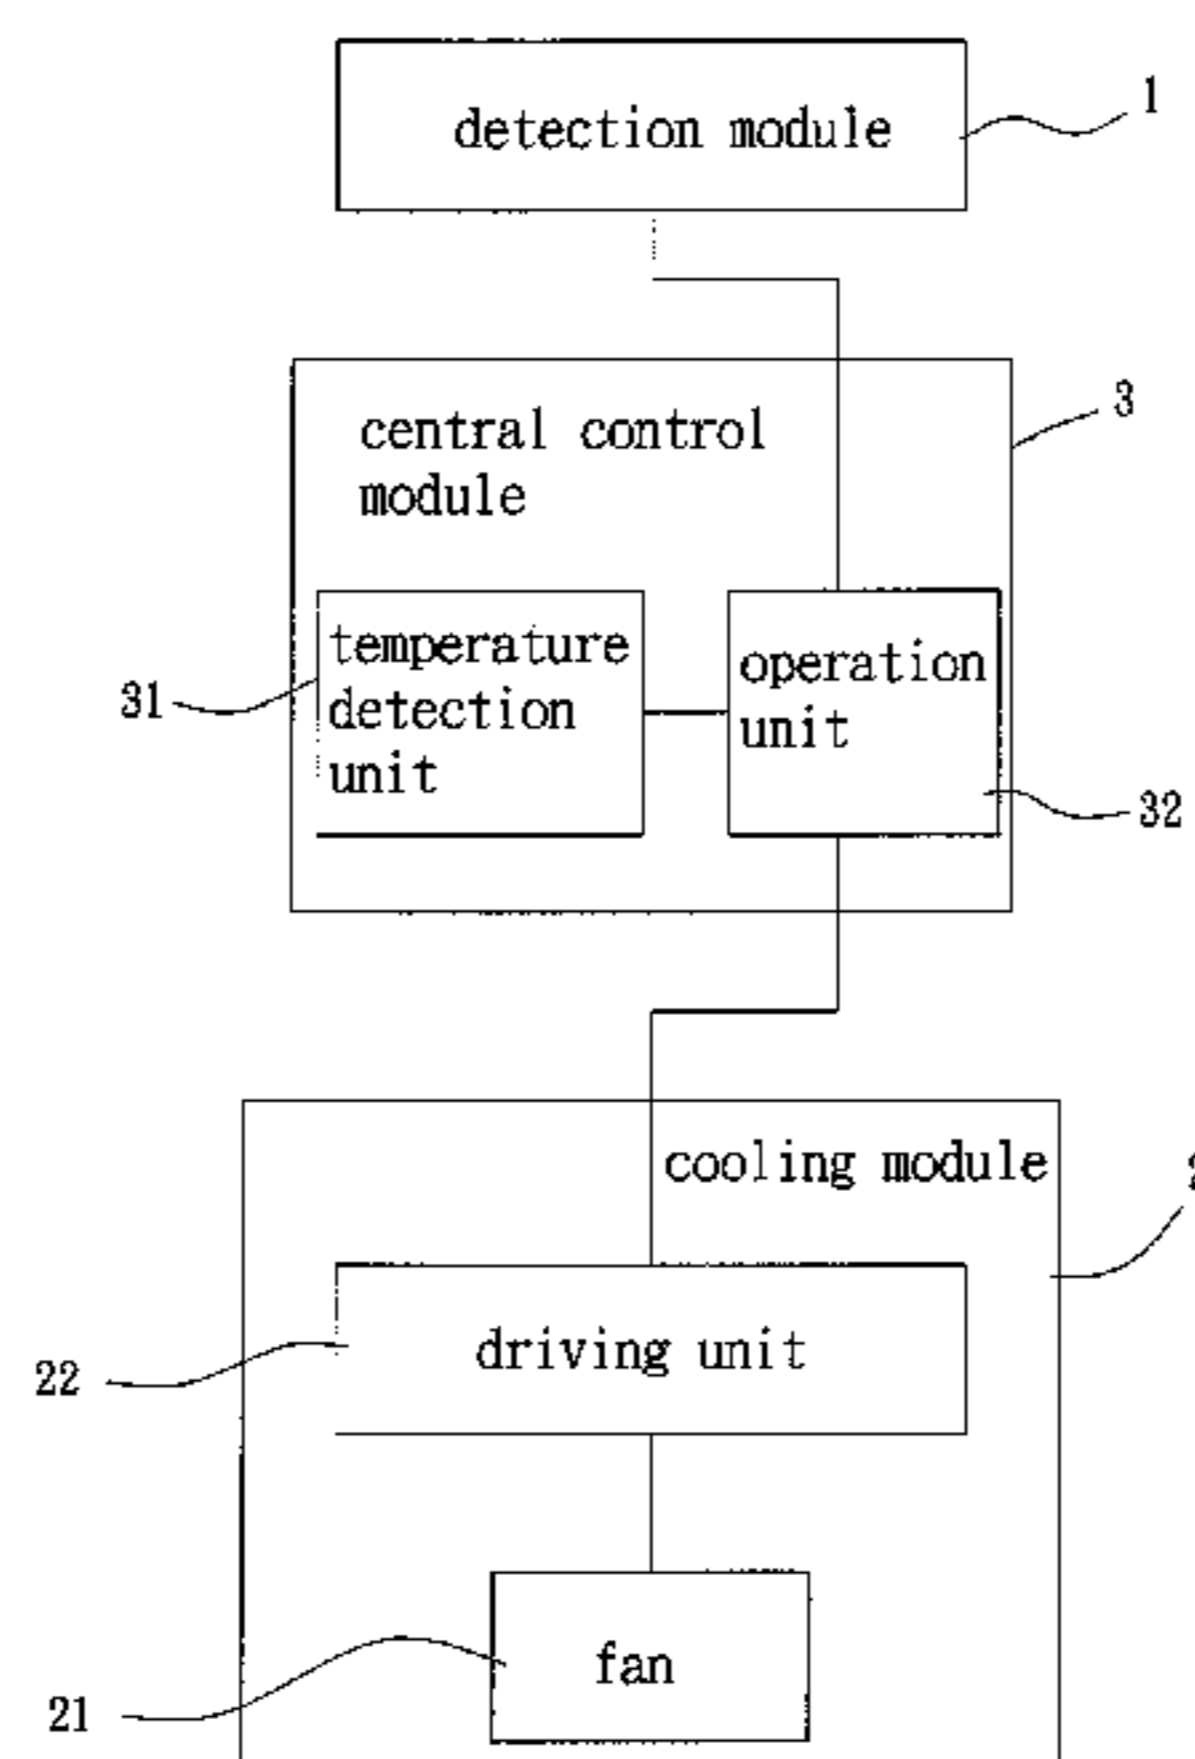 detection module
1
central control
module
3
temperature
detection
unit
31
operation
unit
32
cooling module
driving unit
22
fan
21